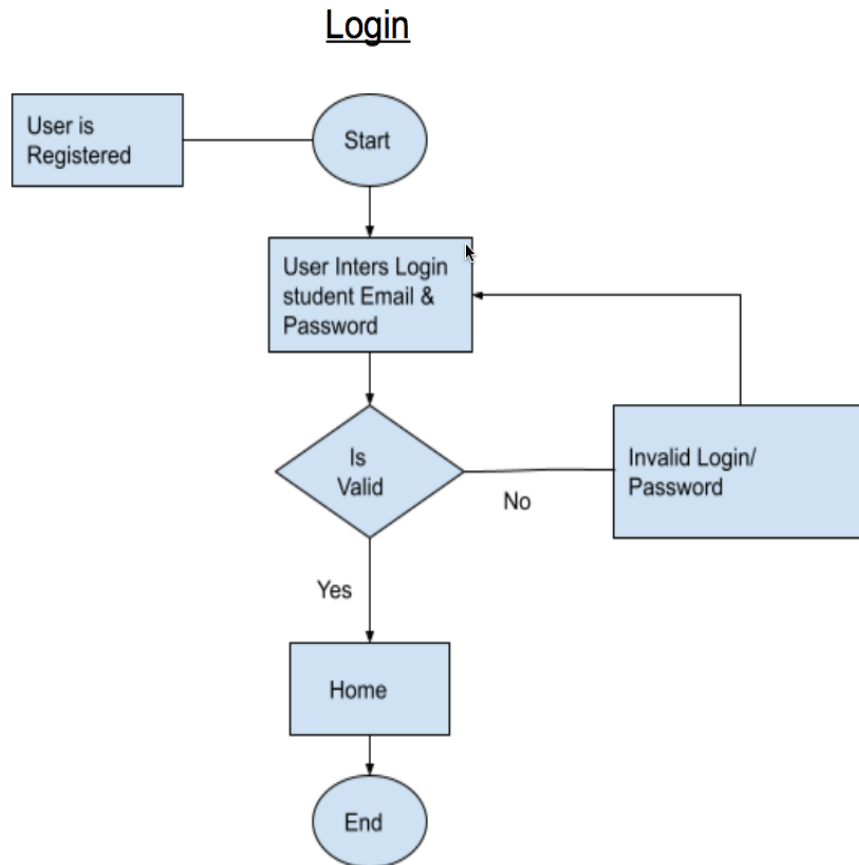 Login
User is
Registered
Start
User Inters Login
student Email &
Password
Is
Valid
No
Invalid Login/
Password
Yes
Home
End